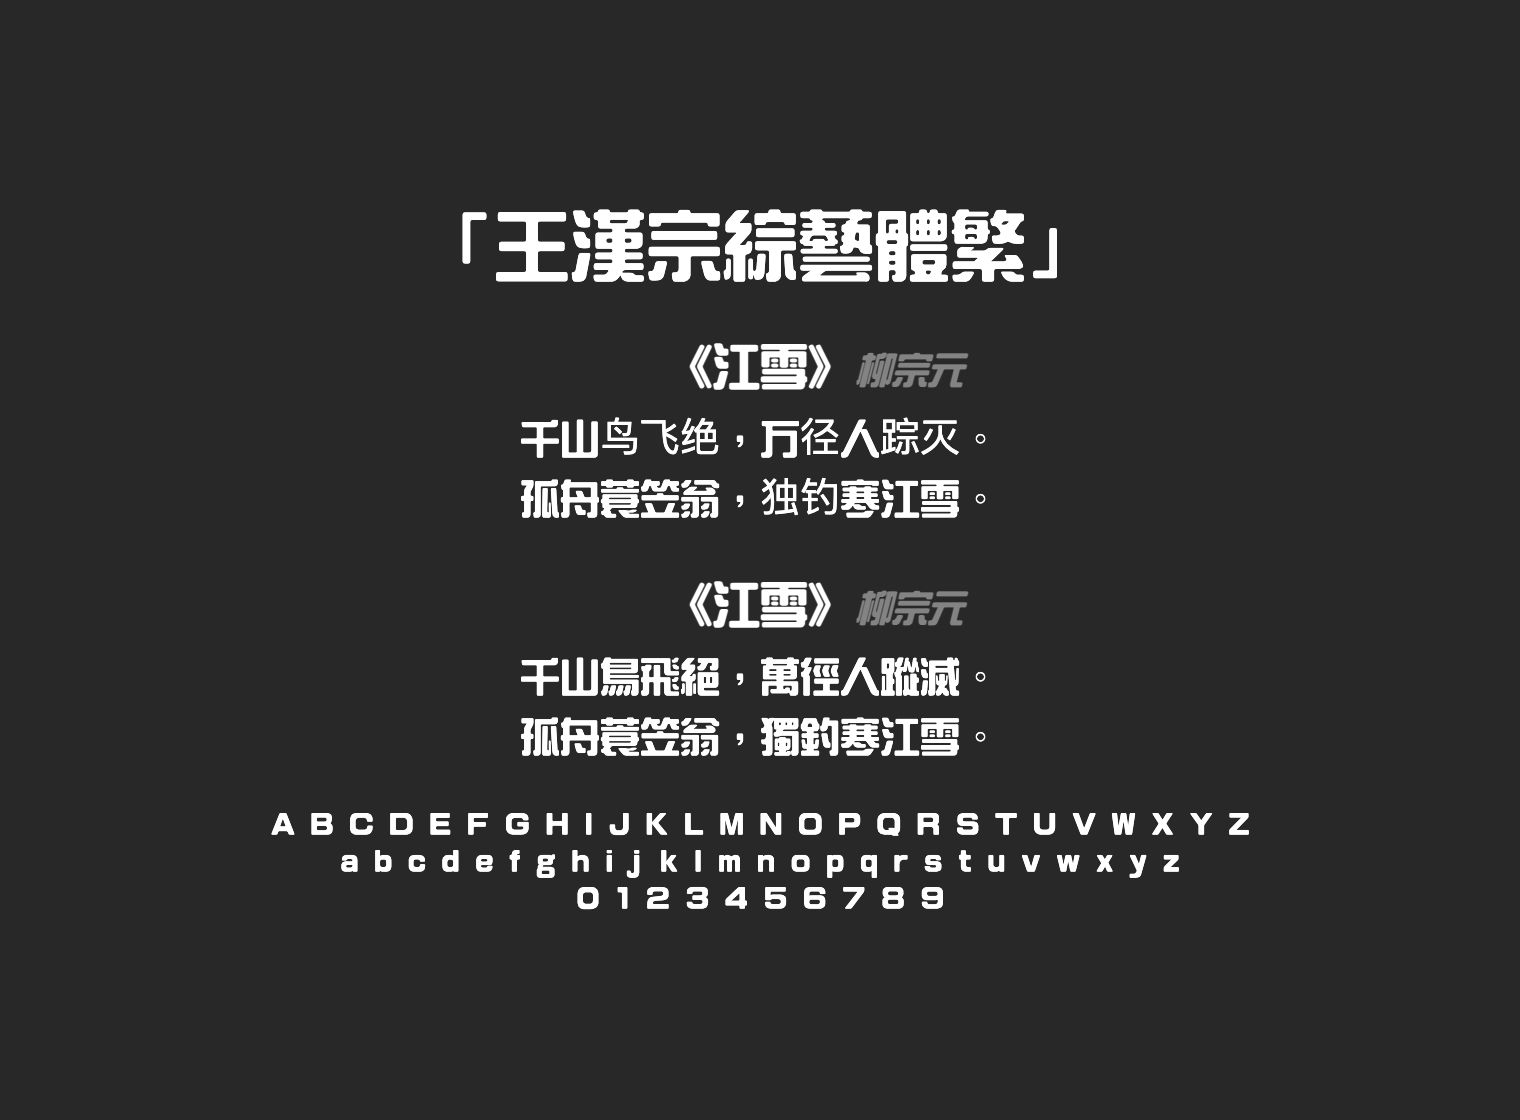 「王漢宗綜藝體繁」
《江雪》 柳宗元
千山鸟飞绝，万径人踪灭。
孤舟蓑笠翁，独钓寒江雪。
《江雪》 柳宗元
千山鳥飛絕，萬徑人蹤滅。
孤舟蓑笠翁，獨釣寒江雪。
A B C D E F G H I J K L M N O P Q R S T U V W X Y Z
a b c d e f g h i j k l m n o p q r s t u v w x y z
0 1 2 3 4 5 6 7 8 9